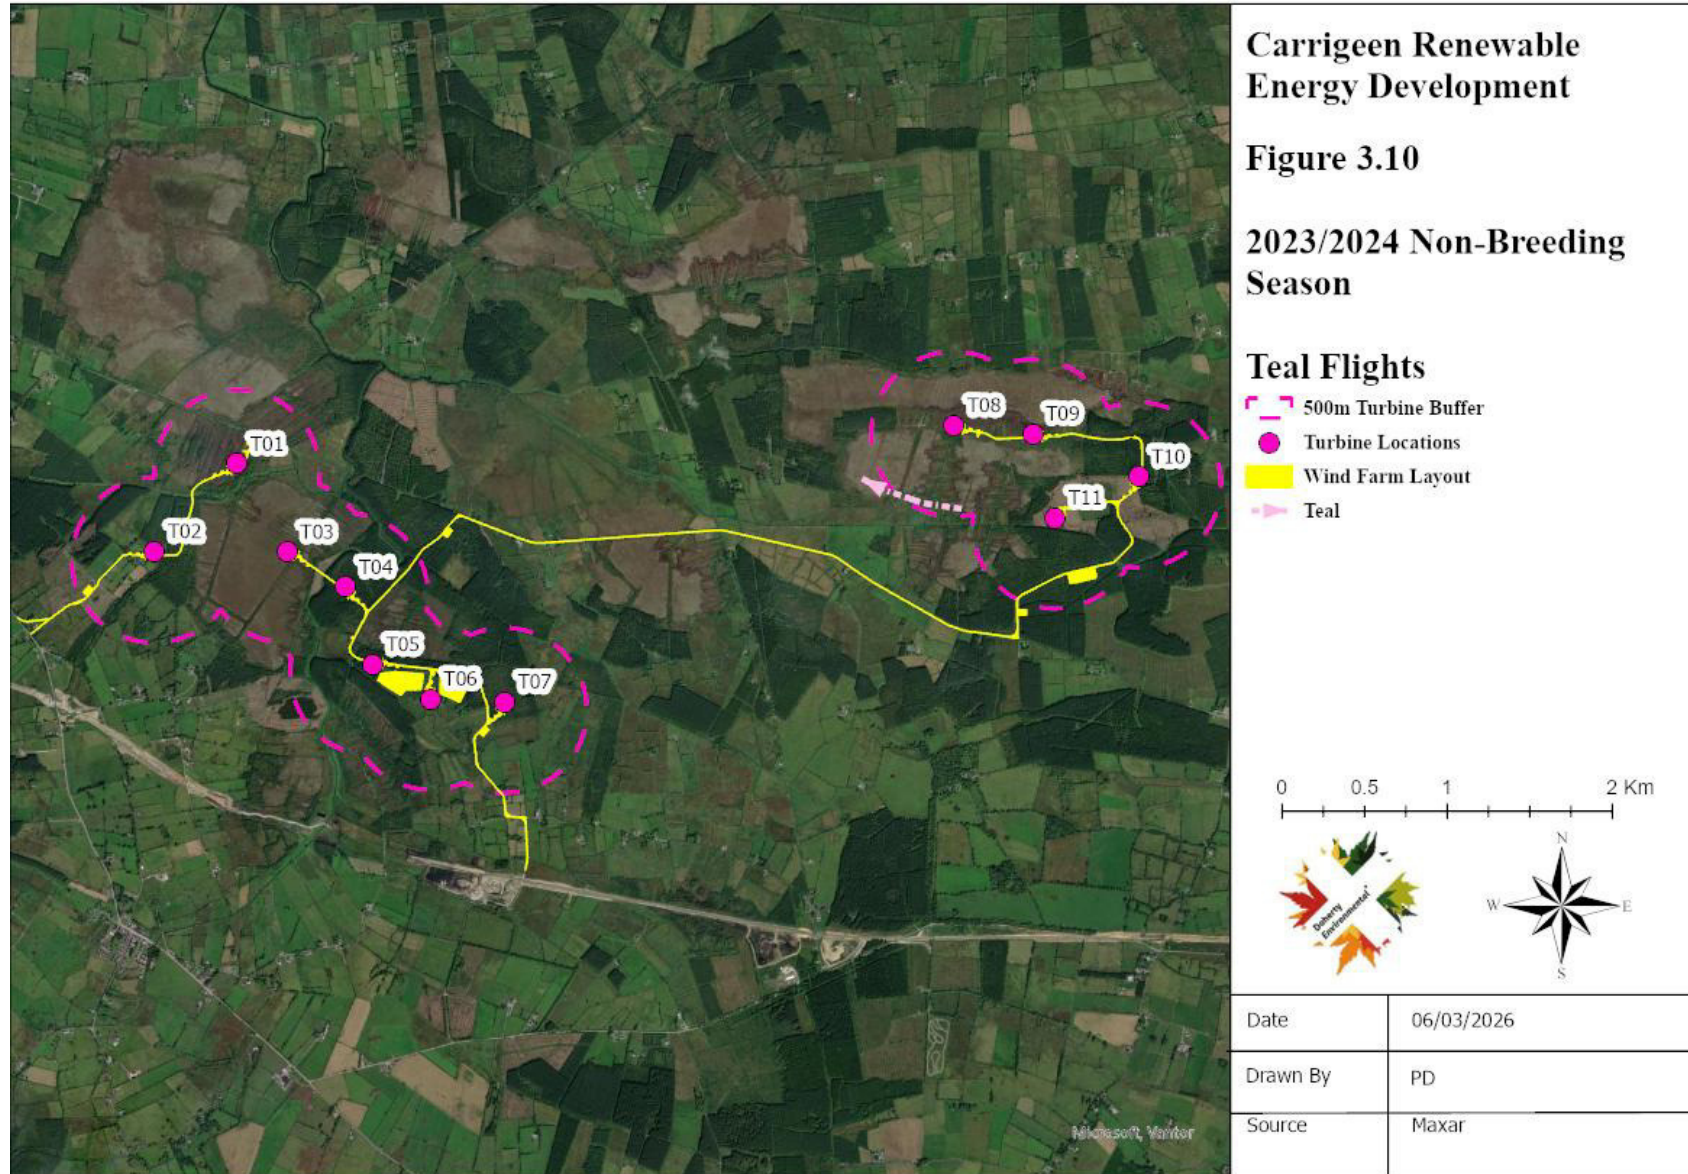 Carrigeen Renewable
Energy Development
Figure 3.10
2023/2024 Non-Breeding
Season
Teal Flights
500m Turbine Buffer
Turbine Locations
Wind Farm Layout
Teal
0 0.5 1 2 Km
Doherty
Environmental
N
W E
S
Date 06/03/2026
Drawn By PD
Source Maxar
T08
T09
T01
T10
T11
T02
T03
T04
T05
T06
T07
Microsoft, Vantor